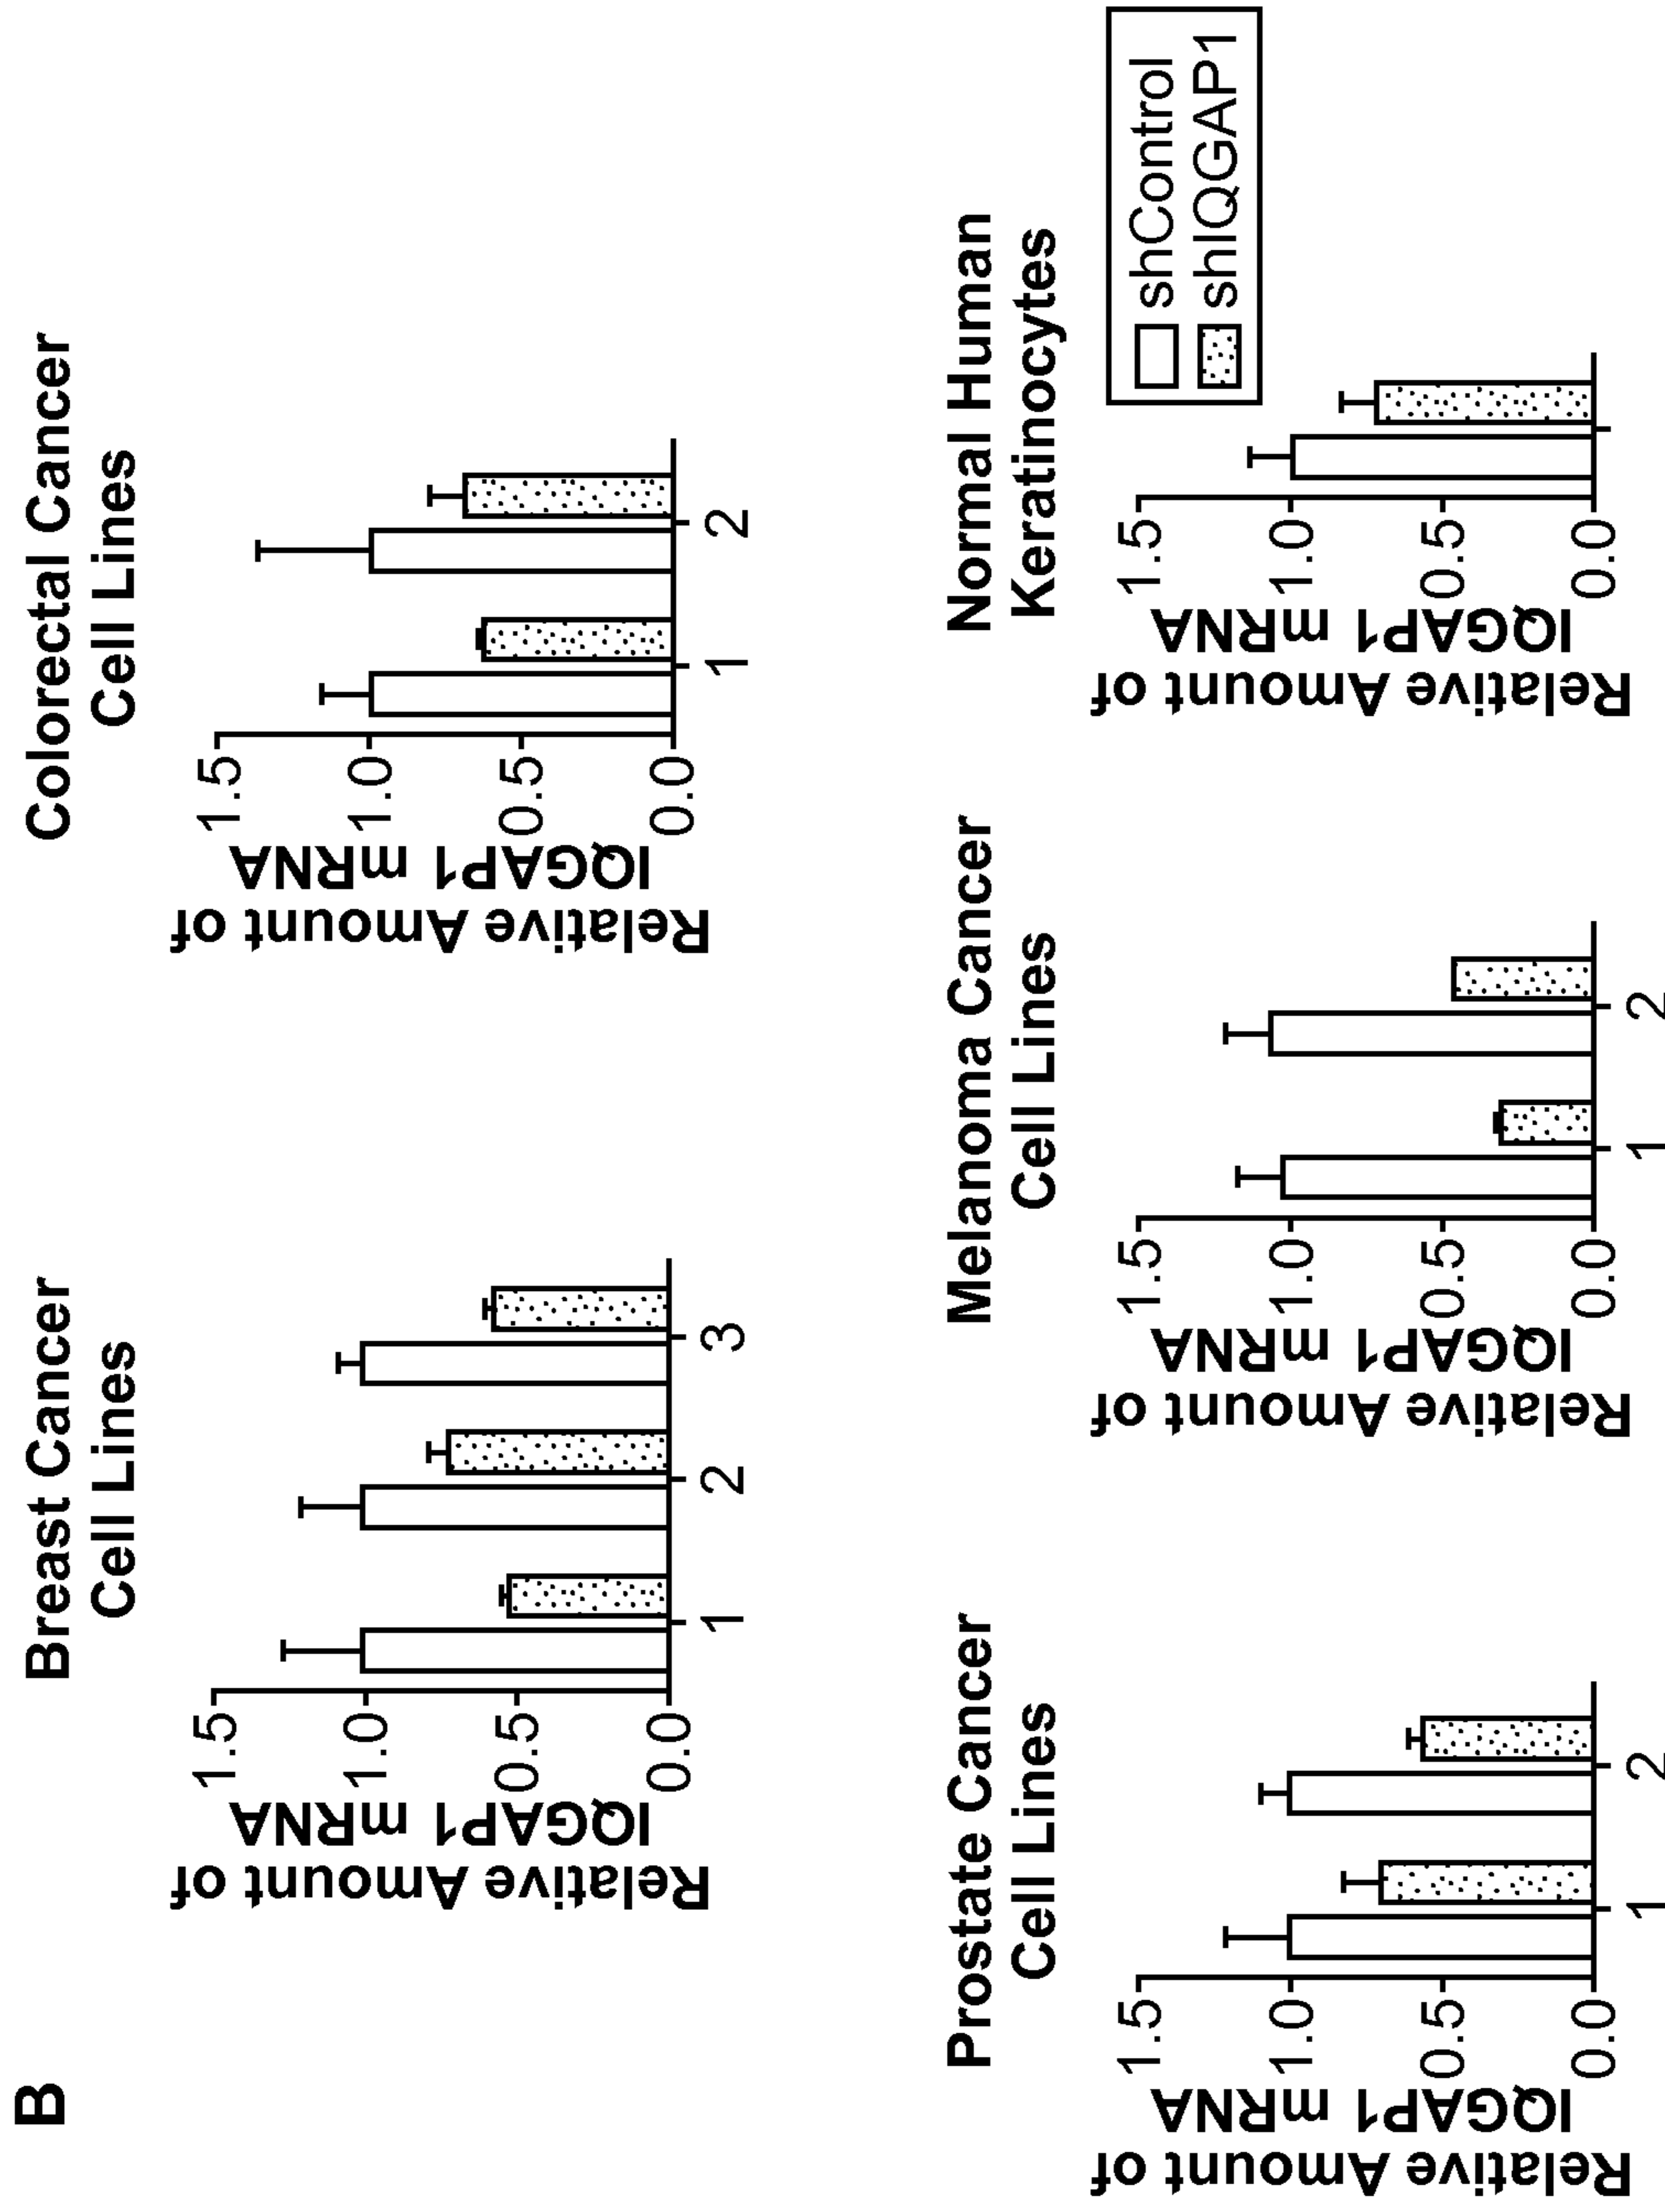 B
Breast Cancer
Cell Lines
Relative Amount of
IQGAP1 mRNA
1.5
1.0
0.5
0.0
1
2
3
Colorectal Cancer
Cell Lines
Relative Amount of
IQGAP1 mRNA
1.5
1.0
0.5
0.0
1
2
Prostate Cancer
Cell Lines
Relative Amount of
IQGAP1 mRNA
1.5
1.0
0.5
0.0
1
2
Melanoma Cancer
Cell Lines
Relative Amount of
IQGAP1 mRNA
1.5
1.0
0.5
0.0
1
2
Normal Human
Keratinocytes
Relative Amount of
IQGAP1 mRNA
1.5
1.0
0.5
0.0
shControl
shIQGAP1